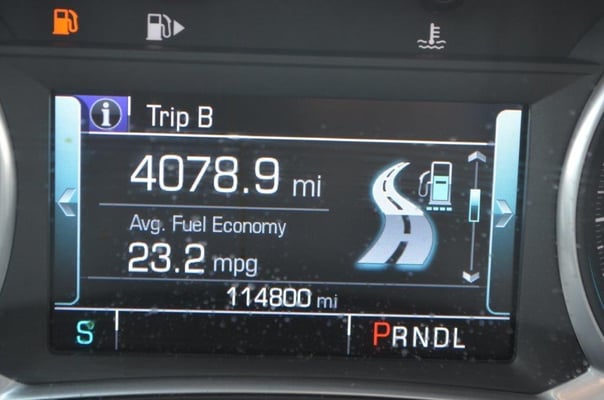 i Trip B
4078.9 mi
Avg. Fuel Economy
23.2 mpg
114800 mi
S PRNDL